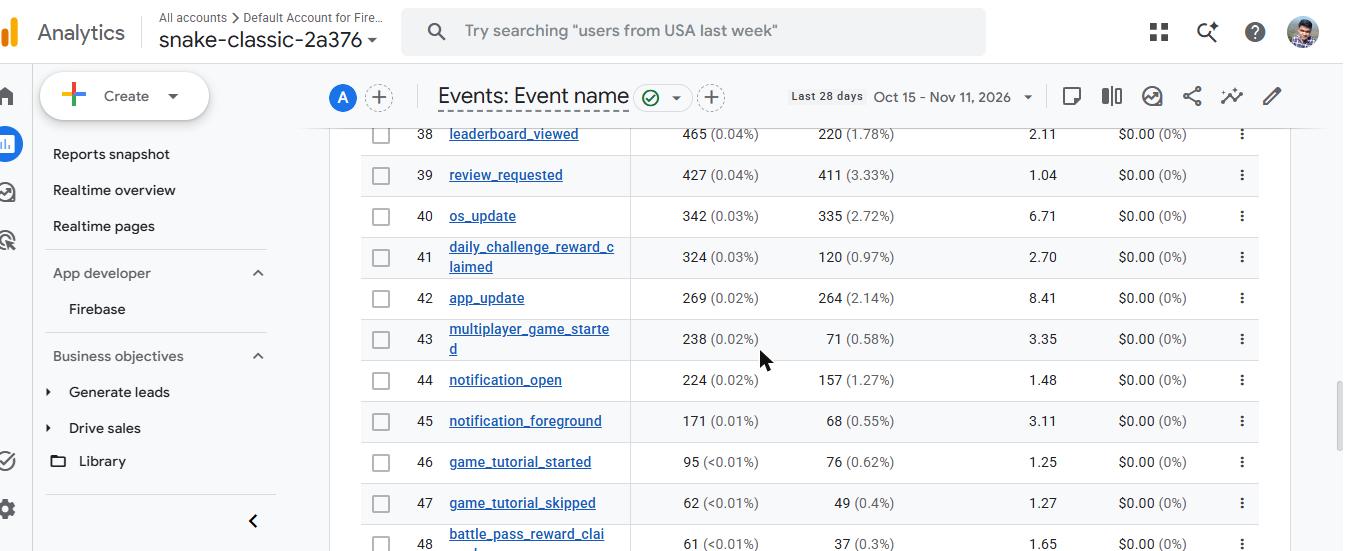 Analytics
All accounts > Default Account for Fire...
snake-classic-2a376
Try searching "users from USA last week"
Create
A
Events: Event name
Last 28 days Oct 15 - Nov 11, 2026
Reports snapshot
Realtime overview
Realtime pages
App developer
Firebase
Business objectives
Generate leads
Drive sales
Library
38 leaderboard_viewed 465 (0.04%) 220 (1.78%) 2.11 $0.00 (0%)
39 review_requested 427 (0.04%) 411 (3.33%) 1.04 $0.00 (0%)
40 os_update 342 (0.03%) 335 (2.72%) 6.71 $0.00 (0%)
41 daily_challenge_reward_c
laimed 324 (0.03%) 120 (0.97%) 2.70 $0.00 (0%)
42 app_update 269 (0.02%) 264 (2.14%) 8.41 $0.00 (0%)
43 multiplayer_game_starte
d 238 (0.02%) 71 (0.58%) 3.35 $0.00 (0%)
44 notification_open 224 (0.02%) 157 (1.27%) 1.48 $0.00 (0%)
45 notification_foreground 171 (0.01%) 68 (0.55%) 3.11 $0.00 (0%)
46 game_tutorial_started 95 (<0.01%) 76 (0.62%) 1.25 $0.00 (0%)
47 game_tutorial_skipped 62 (<0.01%) 49 (0.4%) 1.27 $0.00 (0%)
48 battle_pass_reward_clai 61 (<0.01%) 37 (0.3%) 1.65 $0.00 (0%)